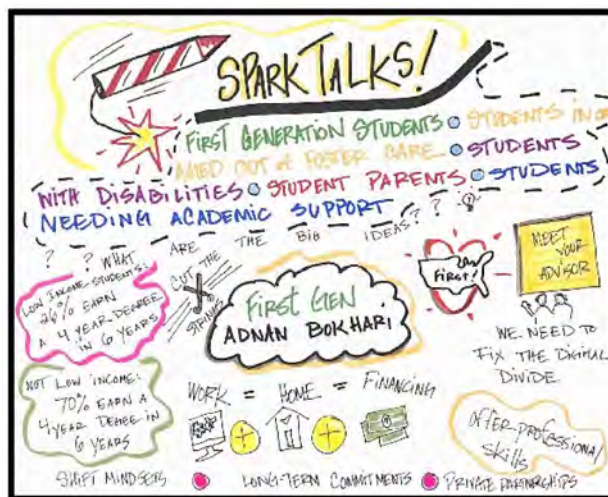 SPARK TALKS!
FIRST GENERATION STUDENTS STUDENTS IN OR
AGED OUT OF FOSTER CARE STUDENTS
WITH DISABILITIES STUDENT PARENTS STUDENTS
NEEDING ACADEMIC SUPPORT
? ? WHAT ARE THE BIG IDEAS? ? ?
LOW INCOME STUDENTS:
26% EARN
A 4 YEAR DEGREE
IN 6 YEARS
CUT THE
STRINGS
FIRST GEN
ADNAN BOKHARI
FIRST!
MEET
YOUR
ADVISOR
WE NEED TO
FIX THE DIGITAL
DIVIDE
NOT LOW INCOME:
70% EARN A
4 YEAR DEGREE IN
6 YEARS
WORK = HOME = FINANCING
+ +
OFFER PROFESSIONAL
SKILLS
SHIFT MINDSETS LONG-TERM COMMITMENTS PRIVATE PARTNERSHIPS